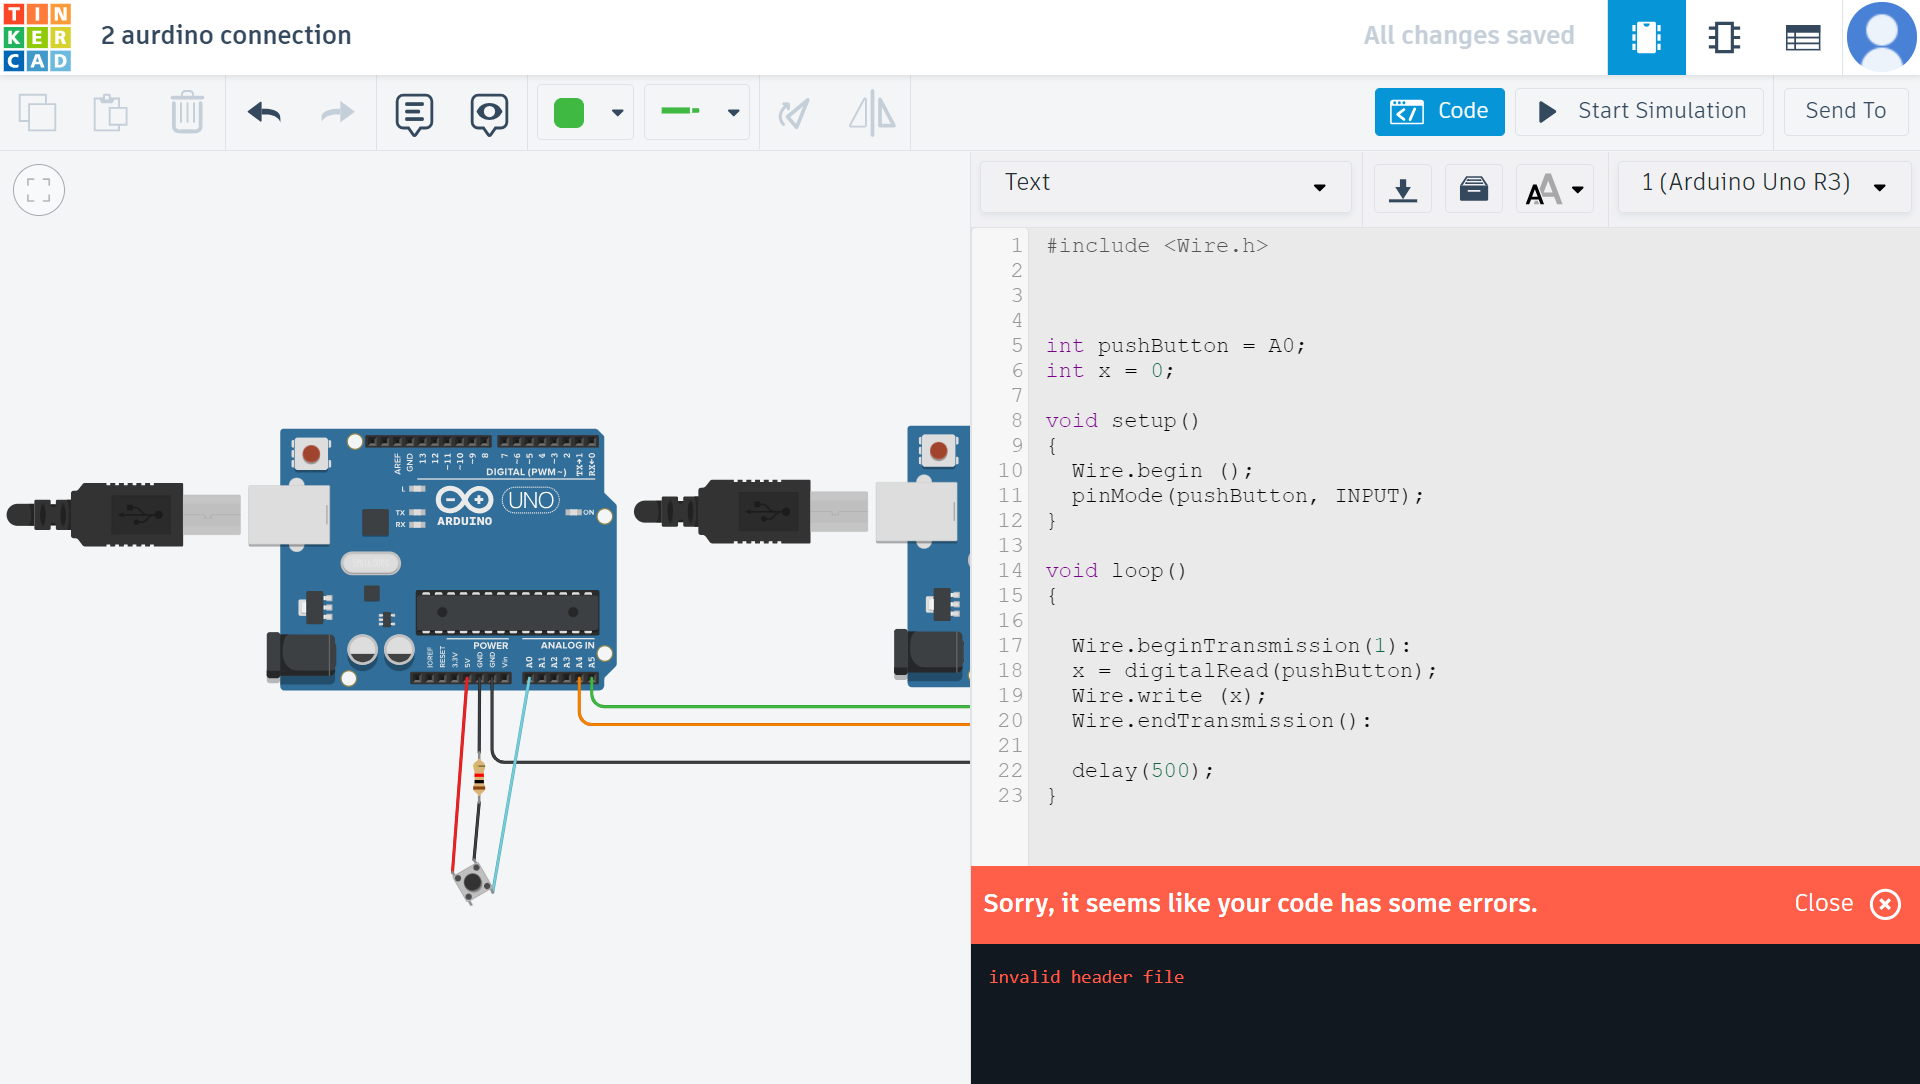 TINKERCAD
2 aurdino connection
All changes saved
Code
Start Simulation
Send To
Text
AA
1 (Arduino Uno R3)
1 #include <Wire.h>
2
3
4
5 int pushButton = A0;
6 int x = 0;
7
8 void setup()
9 {
10 Wire.begin ();
11 pinMode(pushButton, INPUT);
12 }
13
14 void loop()
15 {
16
17 Wire.beginTransmission(1):
18 x = digitalRead(pushButton);
19 Wire.write (x);
20 Wire.endTransmission():
21
22 delay(500);
23 }
Sorry, it seems like your code has some errors.
Close
invalid header file
AREF GND 13 12 ~11 ~10 ~9 8 7 ~6 ~5 4 ~3 2 TX→1 RX←0
DIGITAL (PWM~)
L
TX
RX
ARDUINO
UNO
ON
POWER
ANALOG IN
IOREF RESET 3.3V 5V GND GND Vin A0 A1 A2 A3 A4 A5